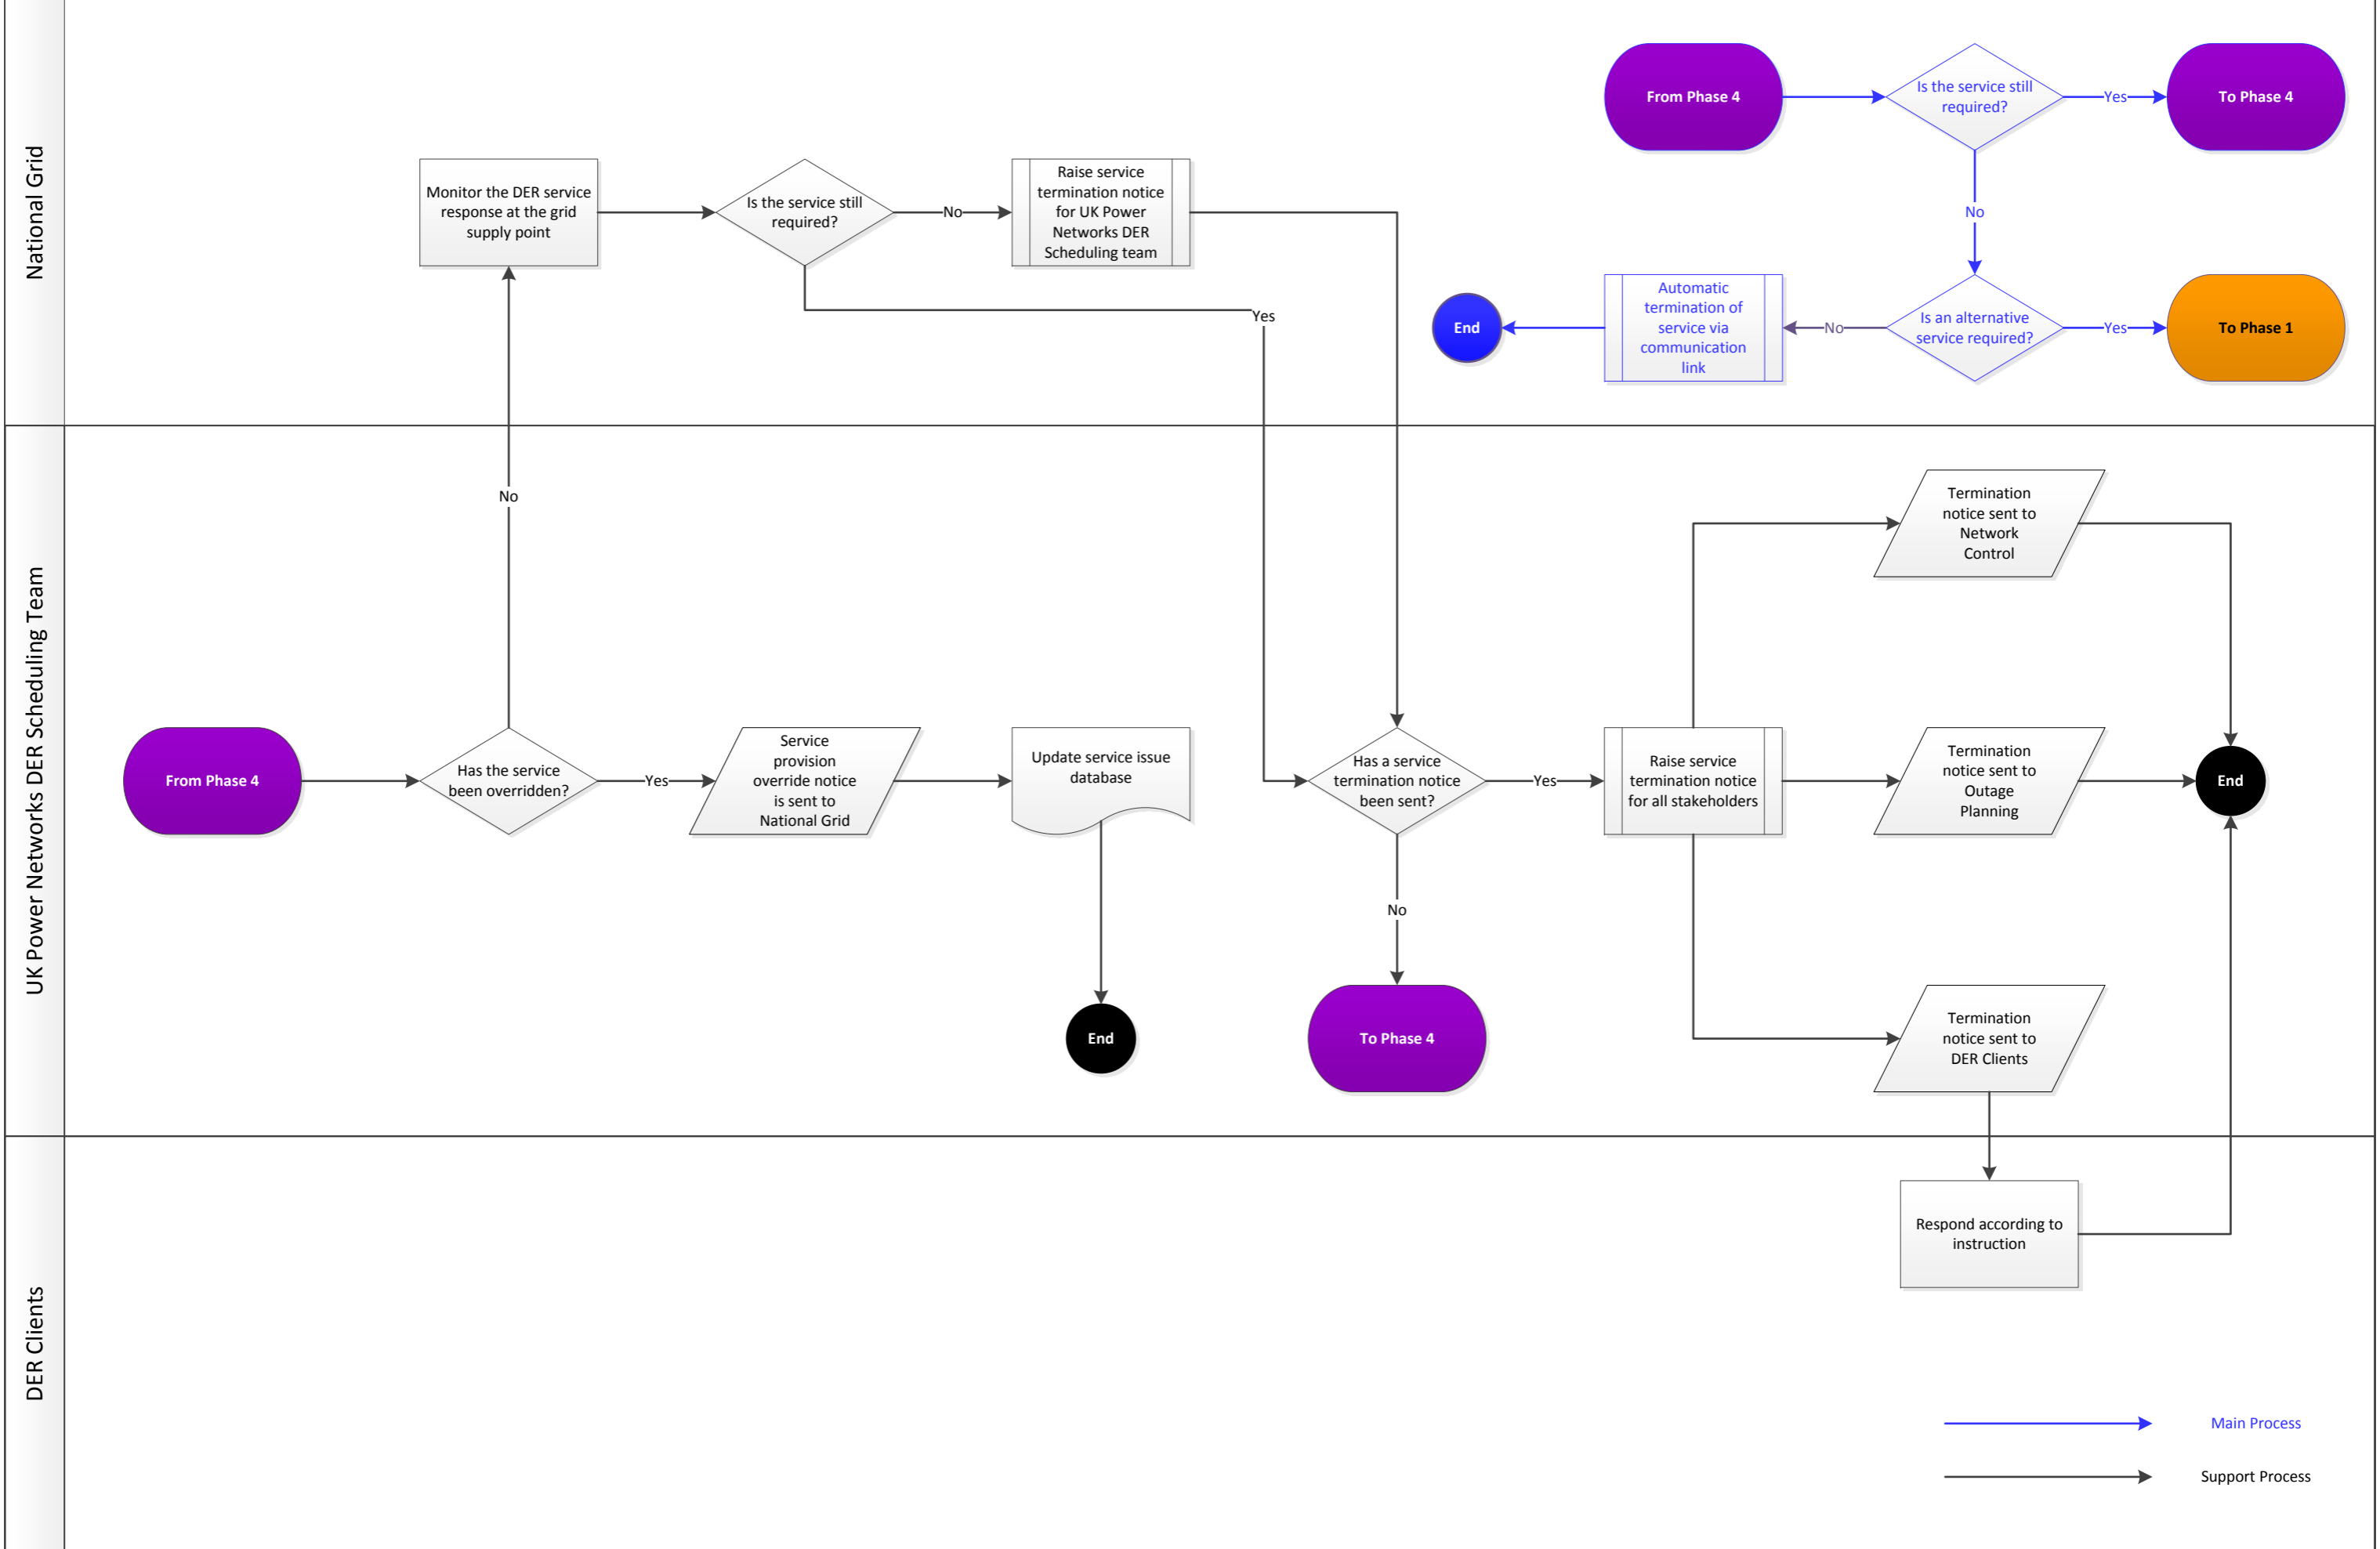 National Grid
From Phase 4
Is the service still
required?
Yes
To Phase 4
No
Monitor the DER service
response at the grid
supply point
Is the service still
required?
No
Raise service
termination notice
for UK Power
Networks DER
Scheduling team
Yes
End
Automatic
termination of
service via
communication
link
No
Is an alternative
service required?
Yes
To Phase 1
UK Power Networks DER Scheduling Team
No
From Phase 4
Has the service
been overridden?
Yes
Service
provision
override notice
is sent to
National Grid
Update service issue
database
End
Has a service
termination notice
been sent?
Yes
No
To Phase 4
Raise service
termination notice
for all stakeholders
Termination
notice sent to
Network
Control
Termination
notice sent to
Outage
Planning
End
Termination
notice sent to
DER Clients
DER Clients
Respond according to
instruction
Main Process
Support Process